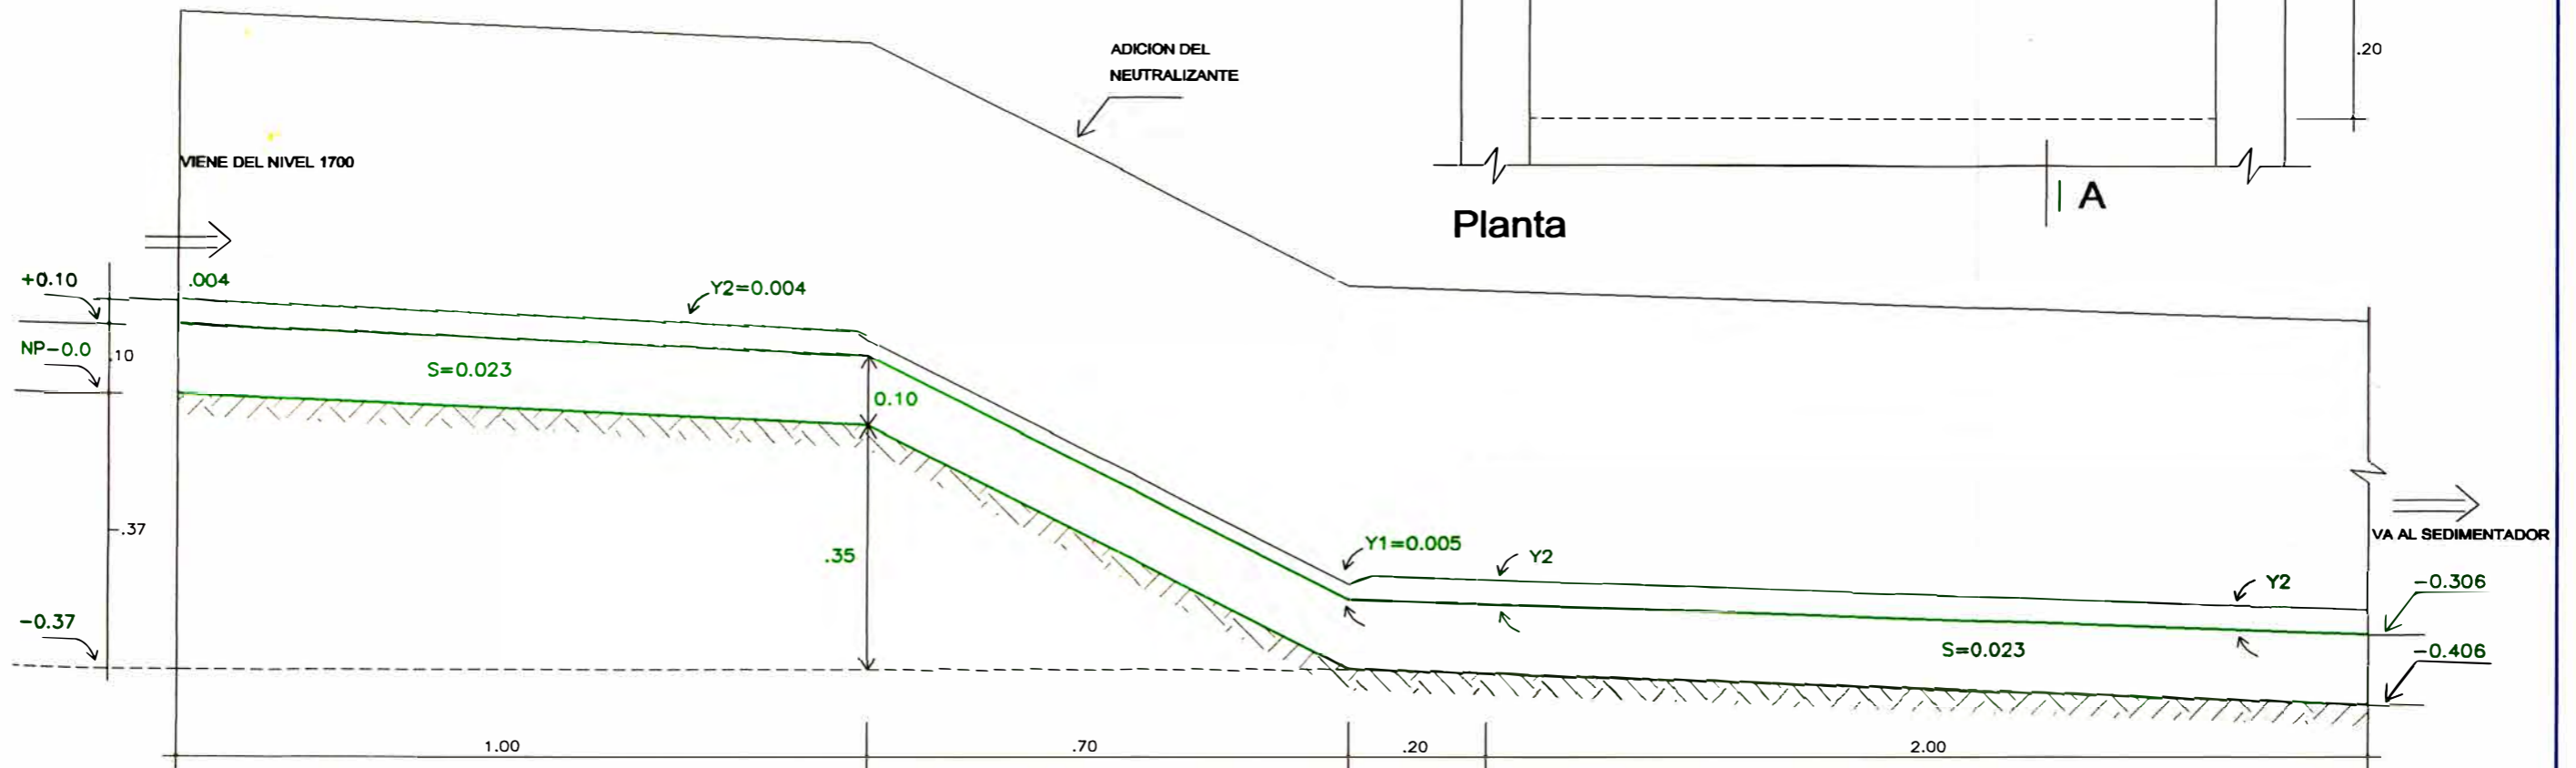 ADICION DEL
NEUTRALIZANTE
.20
VIENE DEL NIVEL 1700
A
Planta
+0.10
.004
Y2=0.004
NP-0.0
.10
S=0.023
0.10
-.37
.35
Y1=0.005
Y2
VA AL SEDIMENTADOR
Y2
-0.306
-0.37
S=0.023
-0.406
1.00
.70
.20
2.00